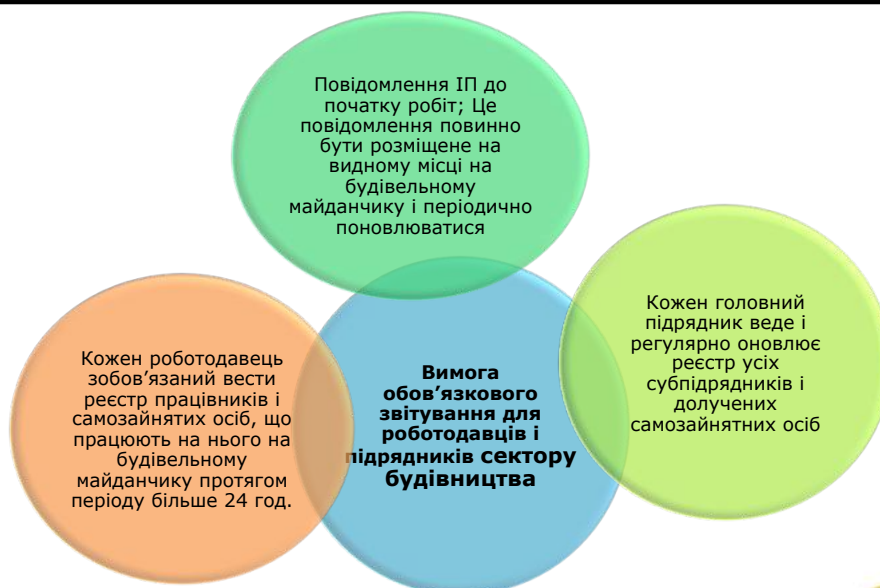 Повідомлення ІП до
початку робіт; Це
повідомлення повинно
бути розміщене на
видному місці на
будівельному
майданчику і періодично
поновлюватися
Кожен головний
підрядник веде і
регулярно оновлює
реєстр усіх
субпідрядників і
долучених
самозайнятних осіб
Кожен роботодавець
зобов’язаний вести
реєстр працівників і
самозайнятих осіб, що
працюють на нього на
будівельному
майданчику протягом
періоду більше 24 год.
Вимога
обов’язкового
звітування для
роботодавців і
підрядників сектору
будівництва